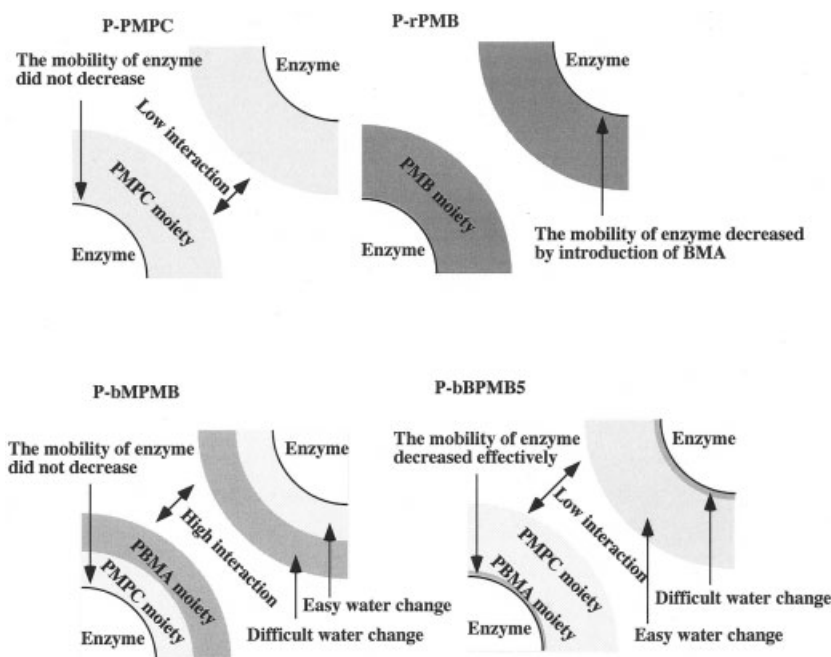 P-PMPC
The mobility of enzyme
did not decrease
Enzyme
Low interaction
PMPC moiety
Enzyme
P-rPMB
Enzyme
PMB moiety
Enzyme
The mobility of enzyme decreased
by introduction of BMA
P-bMPMB
The mobility of enzyme
did not decrease
Enzyme
High interaction
PBMA moiety
PMPC moiety
Enzyme
Easy water change
Difficult water change
P-bBPMB5
The mobility of enzyme
decreased effectively
Enzyme
Low interaction
PMPC moiety
PBMA moiety
Enzyme
Difficult water change
Easy water change